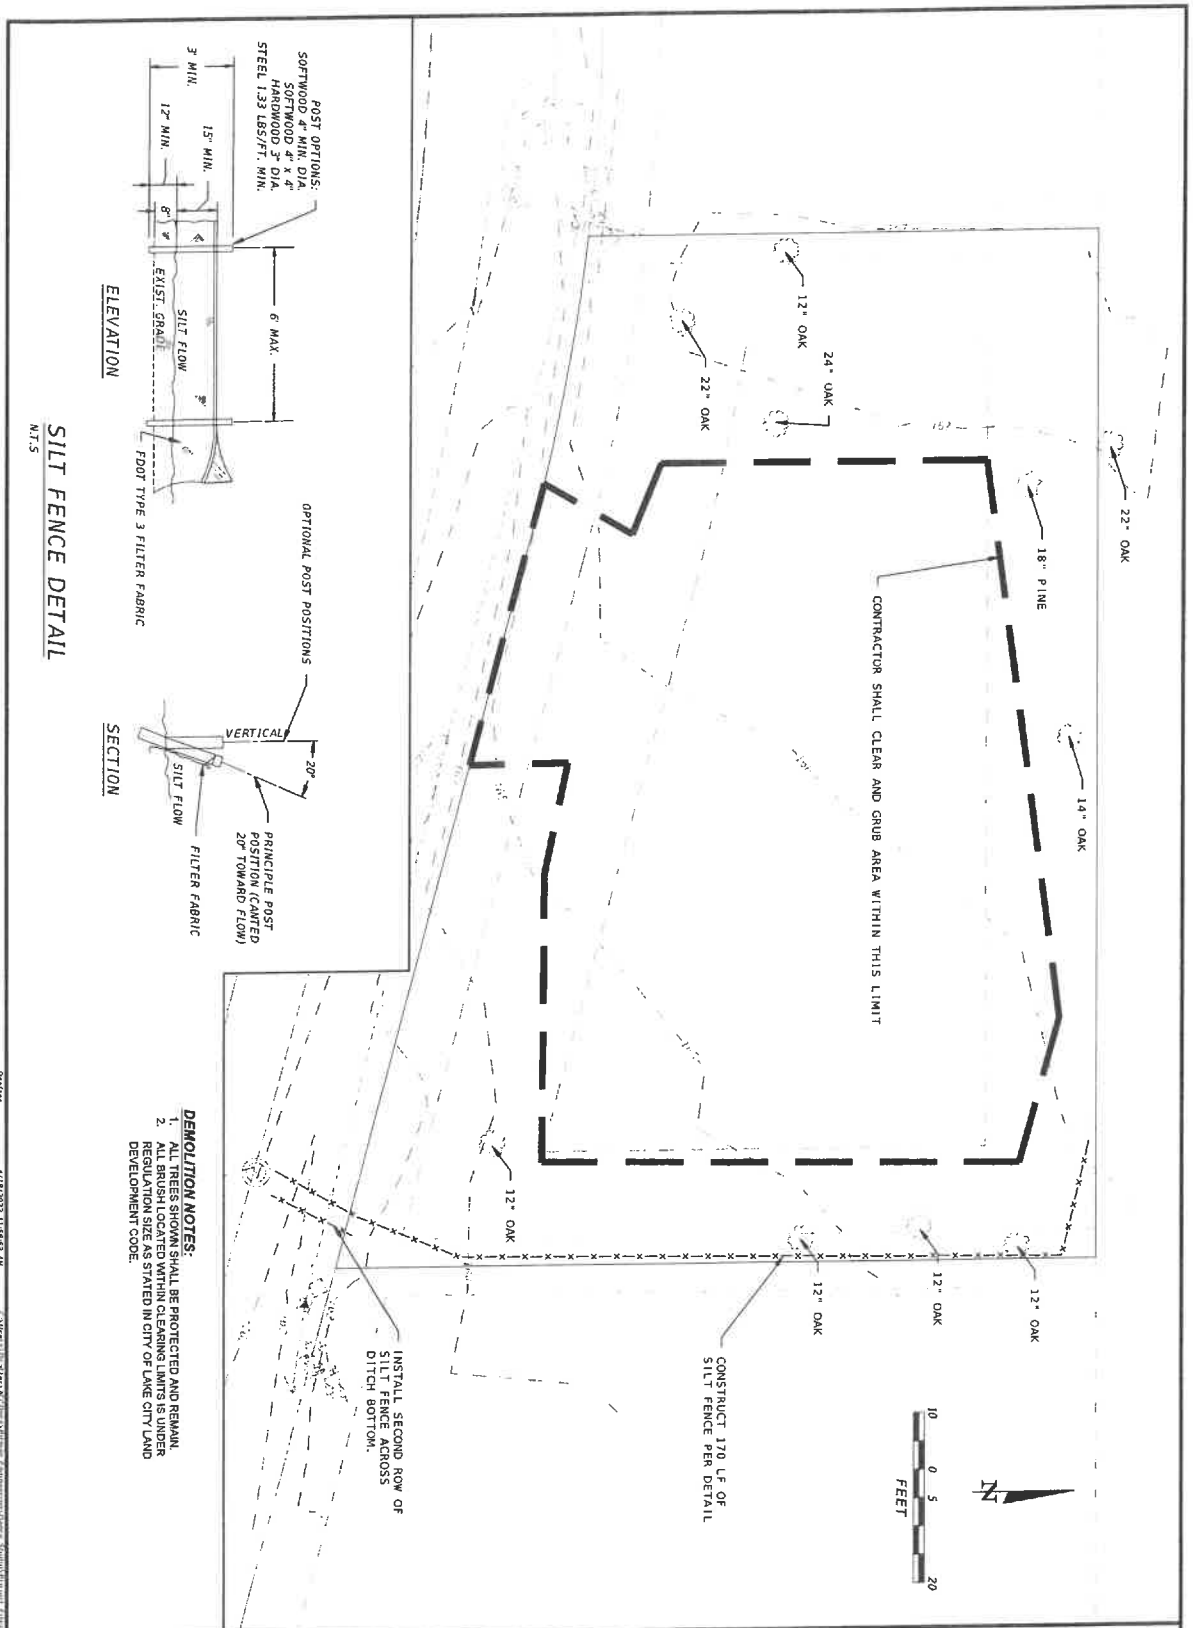 22" OAK
18" PINE
14" OAK
12" OAK
24" OAK
22" OAK
CONTRACTOR SHALL CLEAR AND GRUB AREA WITHIN THIS LIMIT
12" OAK
12" OAK
12" OAK
12" OAK
CONSTRUCT 170 LF OF
SILT FENCE PER DETAIL
INSTALL SECOND ROW OF
SILT FENCE ACROSS
DITCH BOTTOM.
N
10 0 5 20
FEET
POST OPTIONS:
SOFTWOOD 4" MIN. DIA.
SOFTWOOD 4" x 4"
HARDWOOD 3" DIA.
STEEL 1.33 LBS/FT. MIN.
3' MIN.
15" MIN.
12" MIN.
8"
6' MAX.
SILT FLOW
EXIST. GRADE
FDOT TYPE 3 FILTER FABRIC
ELEVATION
OPTIONAL POST POSITIONS
VERTICAL
20°
PRINCIPLE POST
POSITION (CANTED
20° TOWARD FLOW)
SILT FLOW
FILTER FABRIC
SECTION
SILT FENCE DETAIL
N.T.S
DEMOLITION NOTES:
1. ALL TREES SHOWN SHALL BE PROTECTED AND REMAIN.
2. ALL BRUSH LOCATED WITHIN CLEARING LIMITS IS UNDER
REGULATION SIZE AS STATED IN CITY OF LAKE CITY LAND
DEVELOPMENT CODE.